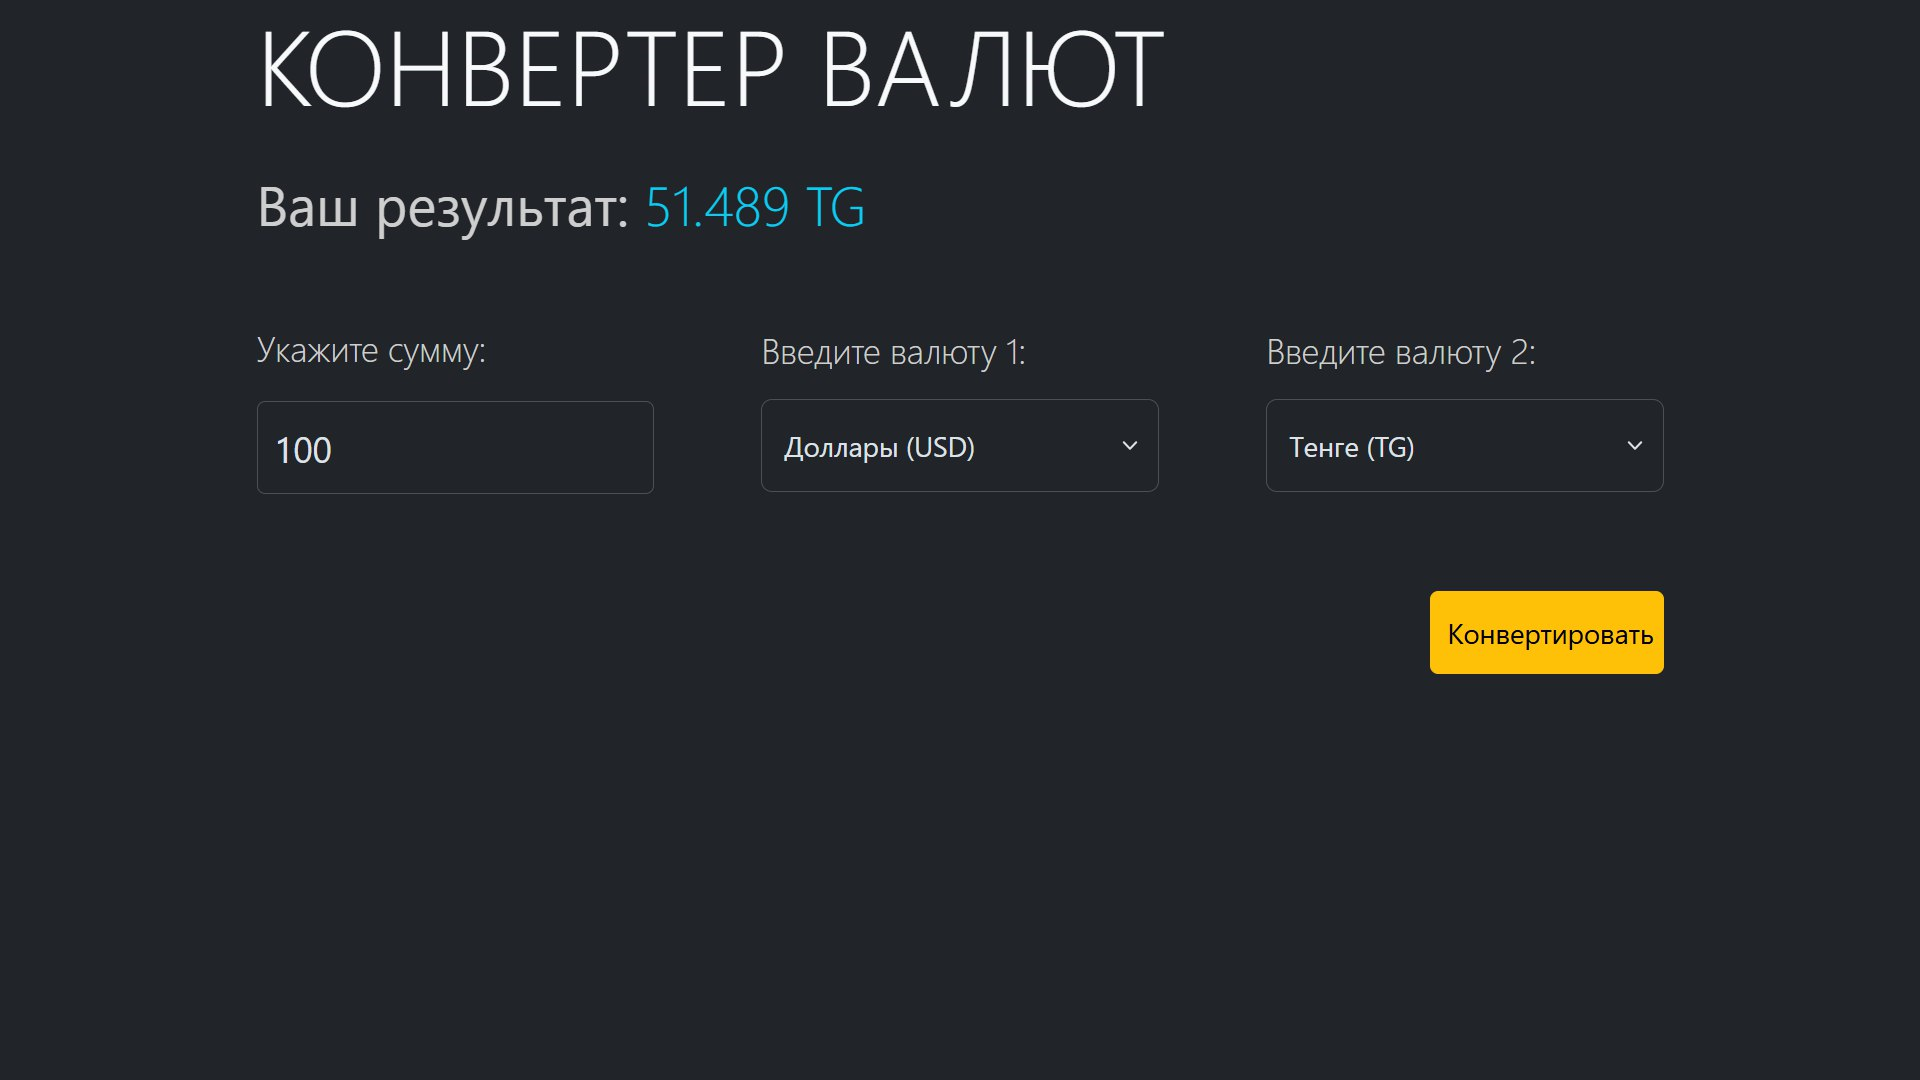 КОНВЕРТЕР ВАЛЮТ
Ваш результат: 51.489 TG
Укажите сумму:
Введите валюту 1:
Введите валюту 2:
100
Доллары (USD)
Тенге (TG)
Конвертировать